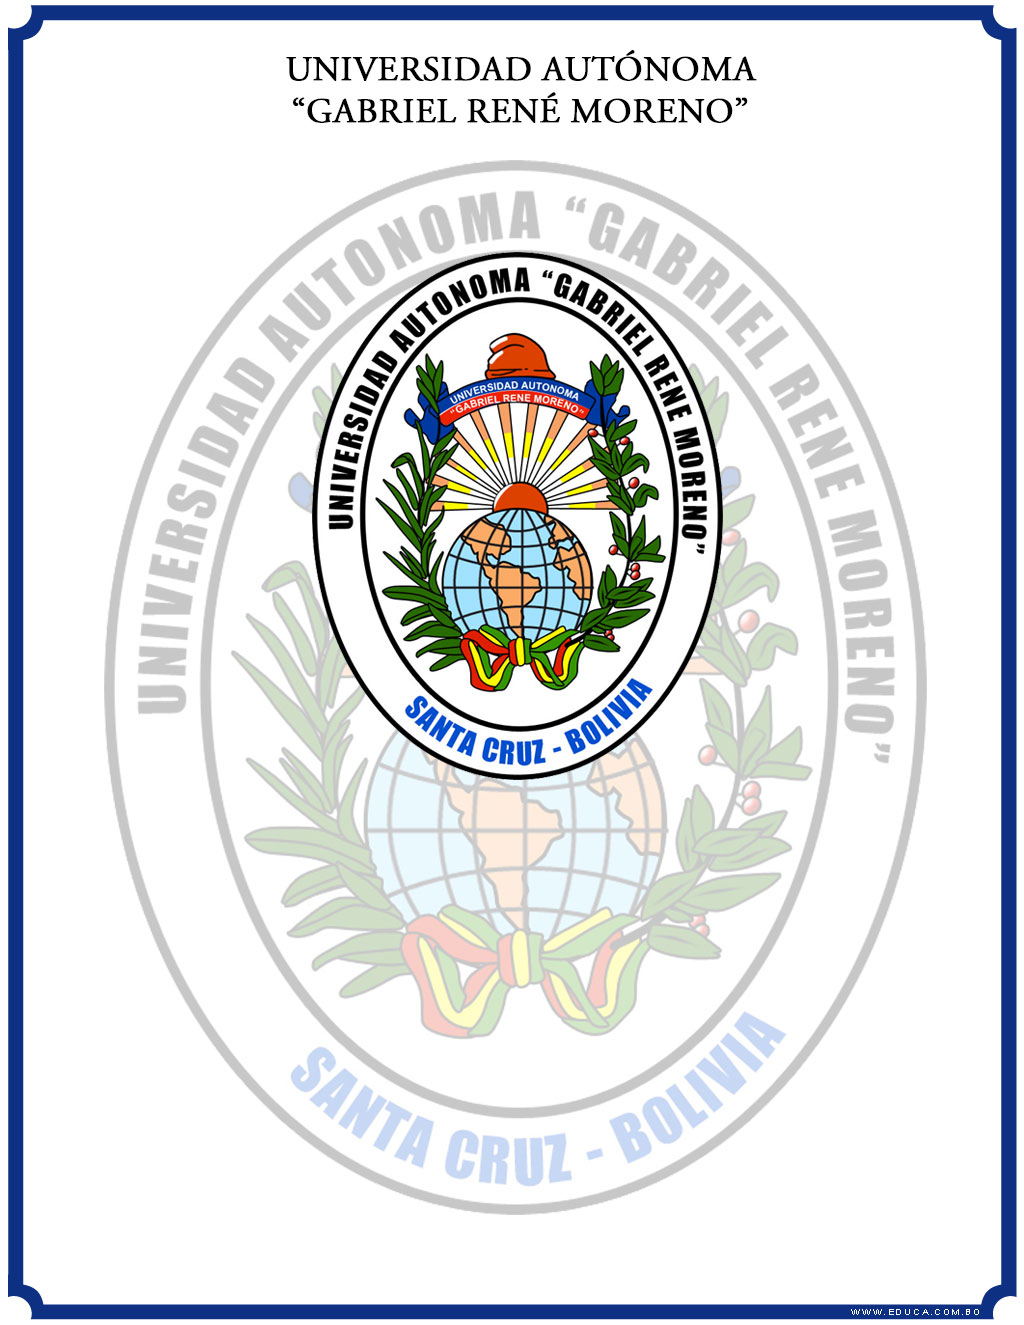 UNIVERSIDAD AUTÓNOMA
“GABRIEL RENÉ MORENO”
UNIVERSIDAD AUTONOMA “GABRIEL RENE MORENO”
UNIVERSIDAD AUTONOMA “GABRIEL RENE MORENO”
UNIVERSIDAD AUTONOMA
“GABRIEL RENE MORENO”
SANTA CRUZ - BOLIVIA
SANTA CRUZ - BOLIVIA
WWW.EDUCA.COM.BO